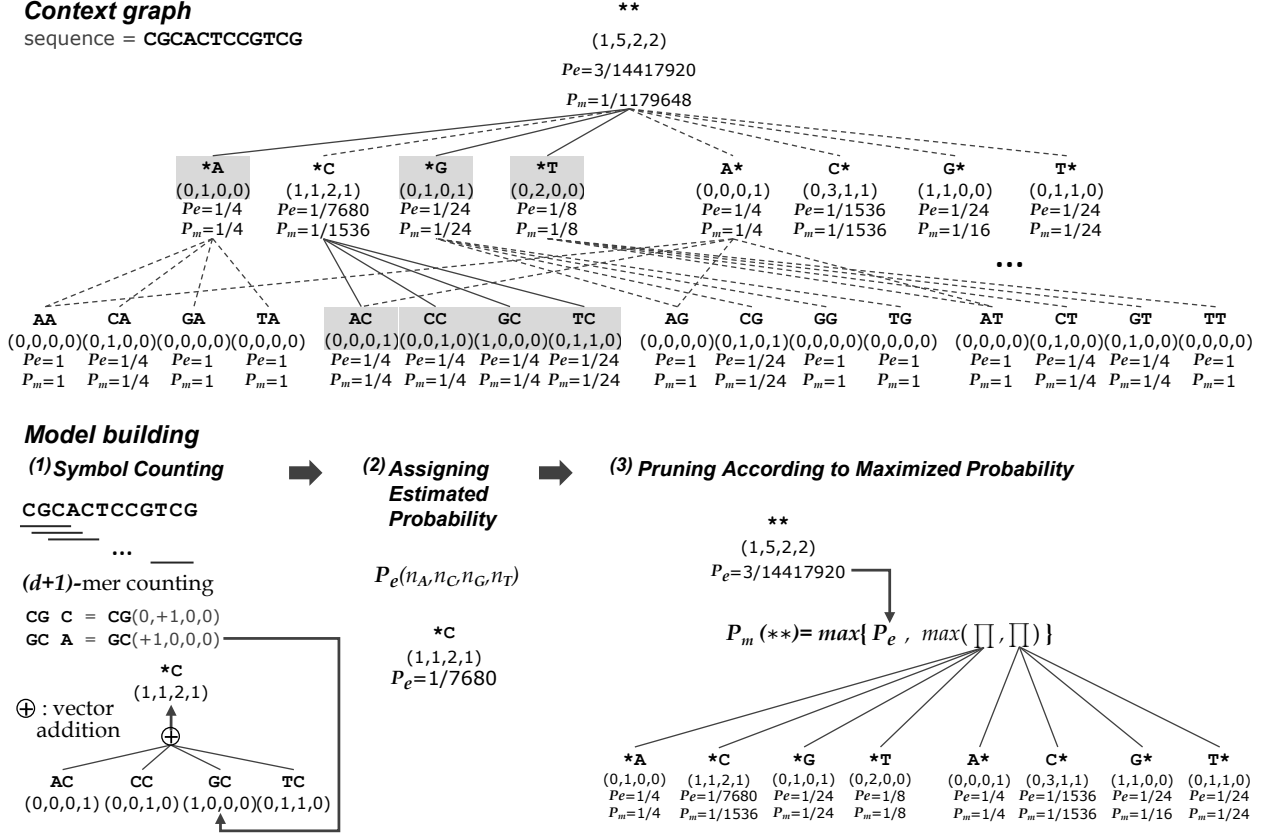 Context graph
sequence = CGCACTCCGTCG
**
(1,5,2,2)
Pe=3/14417920
Pm=1/1179648
*A *C *G *T A* C* G* T*
(0,1,0,0) (1,1,2,1) (0,1,0,1) (0,2,0,0) (0,0,0,1) (0,3,1,1) (1,1,0,0) (0,1,1,0)
Pe=1/4 Pe=1/7680 Pe=1/24 Pe=1/8 Pe=1/4 Pe=1/1536 Pe=1/24 Pe=1/24
Pm=1/4 Pm=1/1536 Pm=1/24 Pm=1/8 Pm=1/4 Pm=1/1536 Pm=1/16 Pm=1/24
...
AA CA GA TA AC CC GC TC AG CG GG TG AT CT GT TT
(0,0,0,0)(0,1,0,0)(0,0,0,0)(0,0,0,0) (0,0,0,1)(0,0,1,0)(1,0,0,0)(0,1,1,0) (0,0,0,0)(0,1,0,1)(0,0,0,0)(0,0,0,0) (0,0,0,0)(0,1,0,0)(0,1,0,0)(0,0,0,0)
Pe=1 Pe=1/4 Pe=1 Pe=1 Pe=1/4 Pe=1/4 Pe=1/4 Pe=1/24 Pe=1 Pe=1/24 Pe=1 Pe=1 Pe=1 Pe=1/4 Pe=1/4 Pe=1
Pm=1 Pm=1/4 Pm=1 Pm=1 Pm=1/4 Pm=1/4 Pm=1/4 Pm=1/24 Pm=1 Pm=1/24 Pm=1 Pm=1 Pm=1 Pm=1/4 Pm=1/4 Pm=1
Model building
(1) Symbol Counting
CGCACTCCGTCG
...
(d+1)-mer counting
CG C = CG(0,+1,0,0)
GC A = GC(+1,0,0,0)
*C
(1,1,2,1)
⊕ : vector
addition
⊕
AC CC GC TC
(0,0,0,1) (0,0,1,0) (1,0,0,0)(0,1,1,0)
(2) Assigning
Estimated
Probability
Pe(nA,nC,nG,nT)
*C
(1,1,2,1)
Pe=1/7680
(3) Pruning According to Maximized Probability
**
(1,5,2,2)
Pe=3/14417920
Pm (**)= max{ Pe , max( ∏ , ∏ ) }
*A *C *G *T A* C* G* T*
(0,1,0,0) (1,1,2,1) (0,1,0,1) (0,2,0,0) (0,0,0,1) (0,3,1,1) (1,1,0,0) (0,1,1,0)
Pe=1/4 Pe=1/7680 Pe=1/24 Pe=1/8 Pe=1/4 Pe=1/1536 Pe=1/24 Pe=1/24
Pm=1/4 Pm=1/1536 Pm=1/24 Pm=1/8 Pm=1/4 Pm=1/1536 Pm=1/16 Pm=1/24